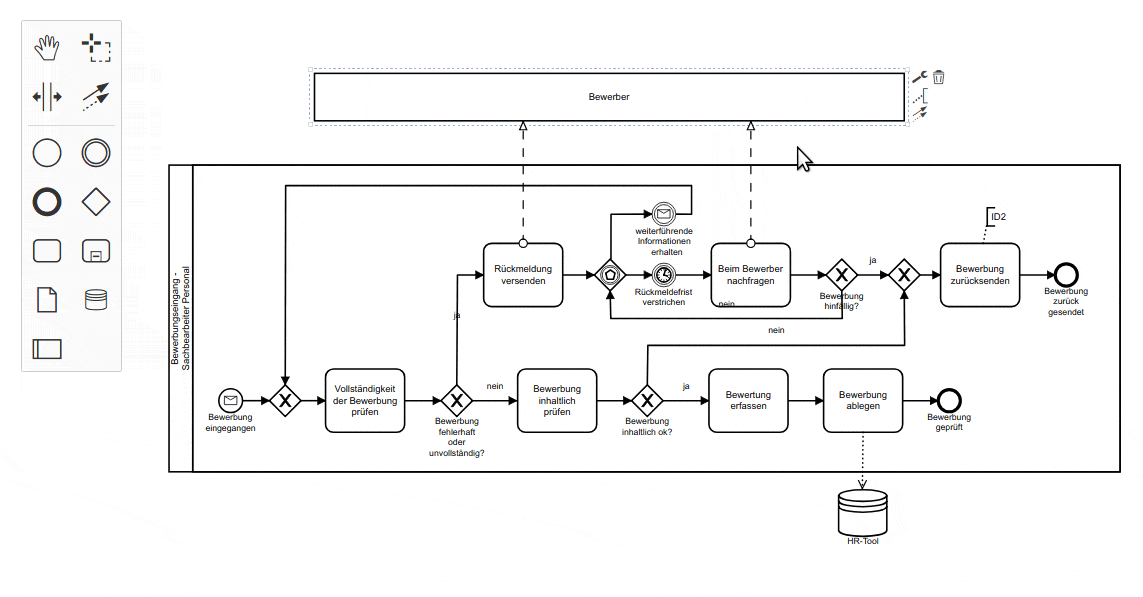 Bewerber
Bewerbungseingang -
Sachbearbeiter Personal
weiterführende
Informationen
erhalten
ID2
Rückmeldung
versenden
Rückmeldefrist
verstrichen
Beim Bewerber
nachfragen
nein
Bewerbung
hinfällig?
ja
Bewerbung
zurücksenden
Bewerbung
zurück
gesendet
ja
nein
Bewerbung
eingegangen
Vollständigkeit
der Bewerbung
prüfen
Bewerbung
fehlerhaft
oder
unvollständig?
nein
Bewerbung
inhaltlich
prüfen
Bewerbung
inhaltlich ok?
ja
Bewertung
erfassen
Bewerbung
ablegen
Bewerbung
geprüft
HR-Tool